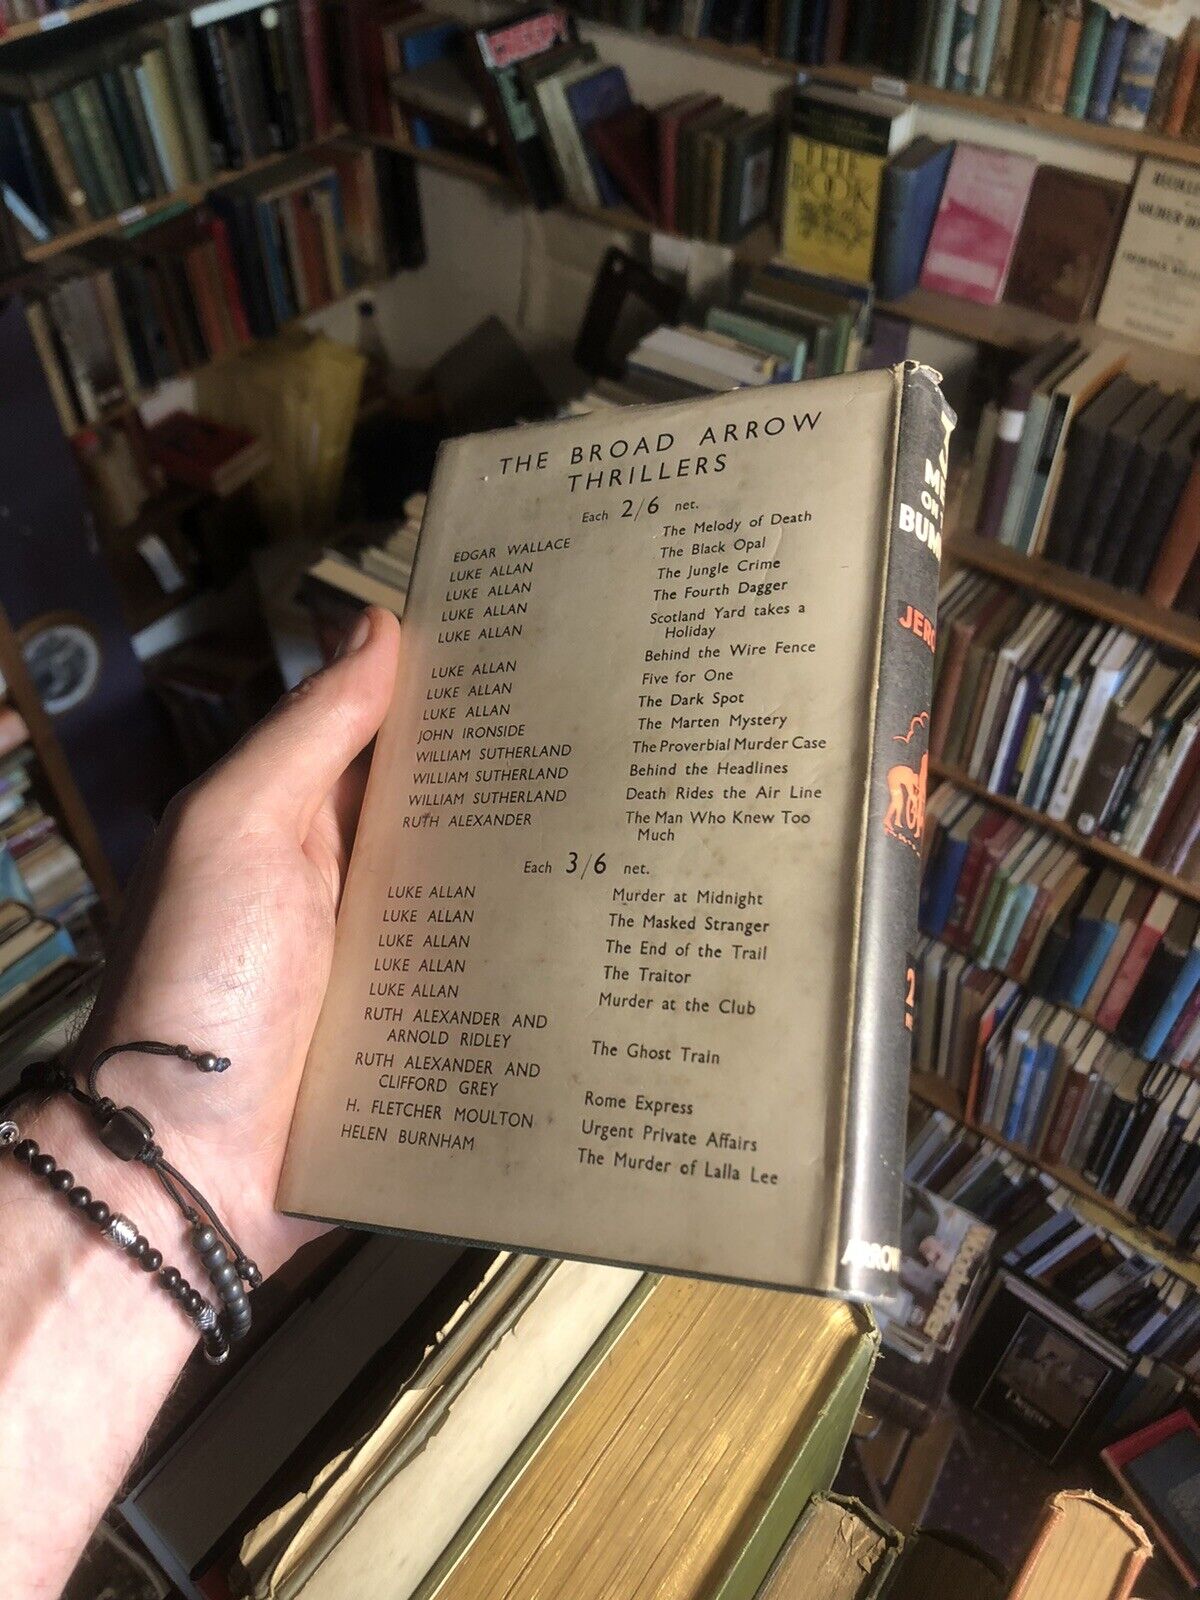 THE BROAD ARROW
THRILLERS
Each 2/6 net.
EDGAR WALLACE The Melody of Death
LUKE ALLAN The Black Opal
LUKE ALLAN The Jungle Crime
LUKE ALLAN The Fourth Dagger
LUKE ALLAN Scotland Yard takes a
Holiday
LUKE ALLAN Behind the Wire Fence
LUKE ALLAN Five for One
LUKE ALLAN The Dark Spot
JOHN IRONSIDE The Marten Mystery
WILLIAM SUTHERLAND The Proverbial Murder Case
WILLIAM SUTHERLAND Behind the Headlines
WILLIAM SUTHERLAND Death Rides the Air Line
RUTH ALEXANDER The Man Who Knew Too
Much
Each 3/6 net.
LUKE ALLAN Murder at Midnight
LUKE ALLAN The Masked Stranger
LUKE ALLAN The End of the Trail
LUKE ALLAN The Traitor
LUKE ALLAN Murder at the Club
RUTH ALEXANDER AND
ARNOLD RIDLEY The Ghost Train
RUTH ALEXANDER AND
CLIFFORD GREY Rome Express
H. FLETCHER MOULTON Urgent Private Affairs
HELEN BURNHAM The Murder of Lalla Lee
ON
BUM
JERO
ARROW
THE
BOOK